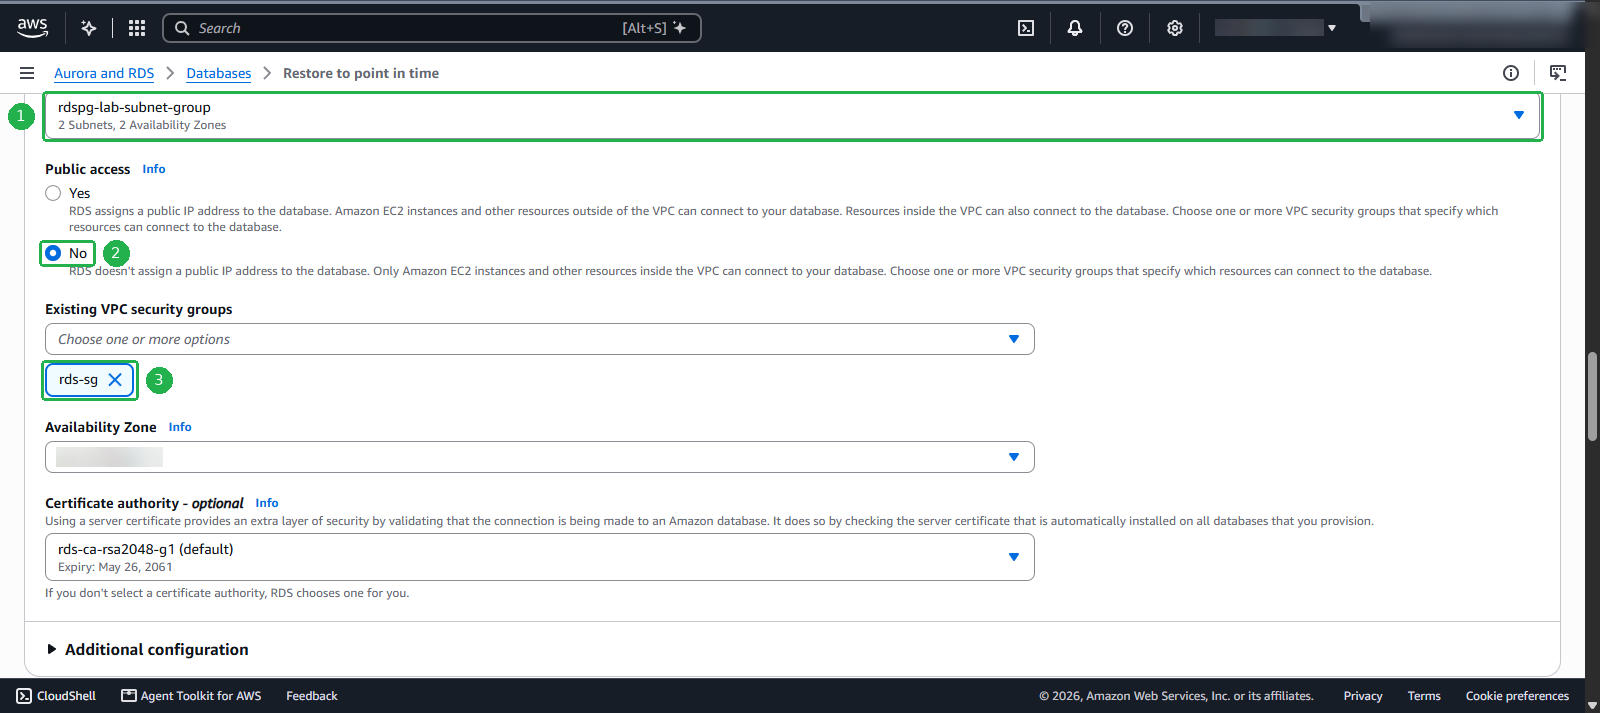 aws
Search
[Alt+S]
Aurora and RDS
Databases
Restore to point in time
1
rdspg-lab-subnet-group
2 Subnets, 2 Availability Zones
Public access Info
Yes
RDS assigns a public IP address to the database. Amazon EC2 instances and other resources outside of the VPC can connect to your database. Resources inside the VPC can also connect to the database. Choose one or more VPC security groups that specify which
resources can connect to the database.
No
2
RDS doesn't assign a public IP address to the database. Only Amazon EC2 instances and other resources inside the VPC can connect to your database. Choose one or more VPC security groups that specify which resources can connect to the database.
Existing VPC security groups
Choose one or more options
rds-sg
3
Availability Zone Info
Certificate authority - optional Info
Using a server certificate provides an extra layer of security by validating that the connection is being made to an Amazon database. It does so by checking the server certificate that is automatically installed on all databases that you provision.
rds-ca-rsa2048-g1 (default)
Expiry: May 26, 2061
If you don't select a certificate authority, RDS chooses one for you.
Additional configuration
CloudShell
Agent Toolkit for AWS
Feedback
© 2026, Amazon Web Services, Inc. or its affiliates.
Privacy
Terms
Cookie preferences